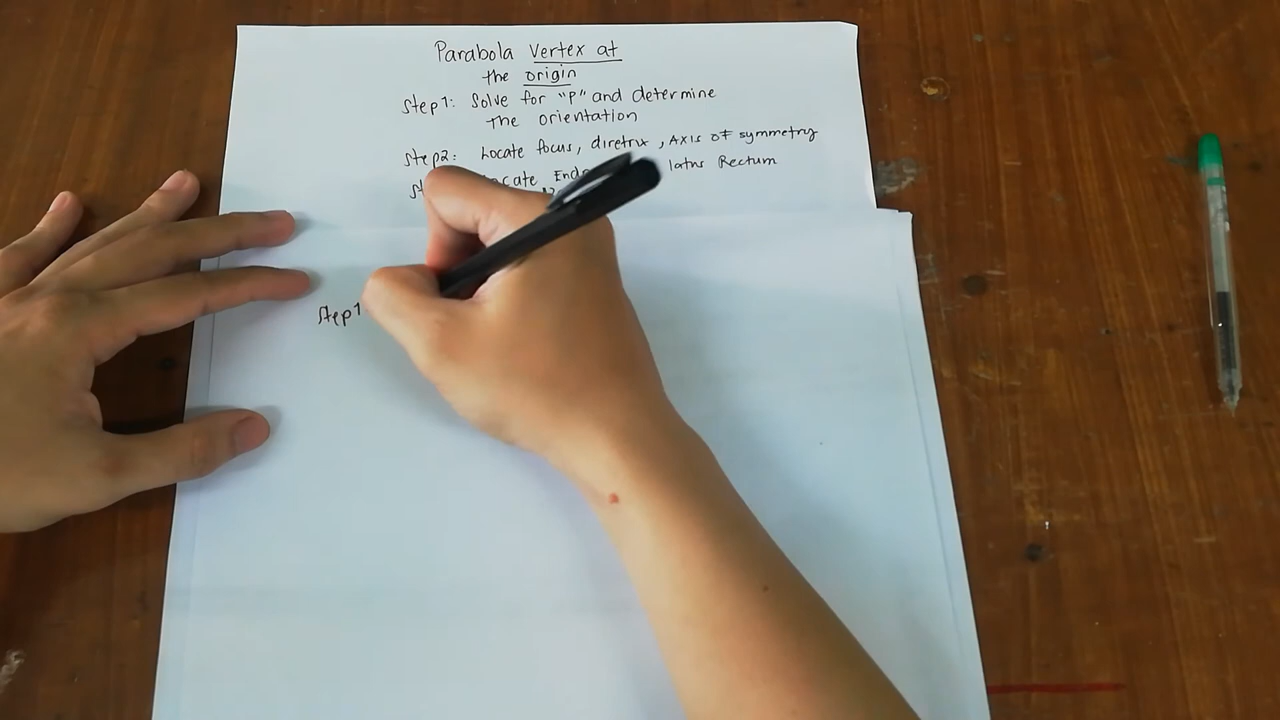 Parabola Vertex at
the origin
Step1: Solve for "P" and determine
the orientation
Step2: Locate focus, diretrix, Axis of symmetry
latus Rectum
Step1